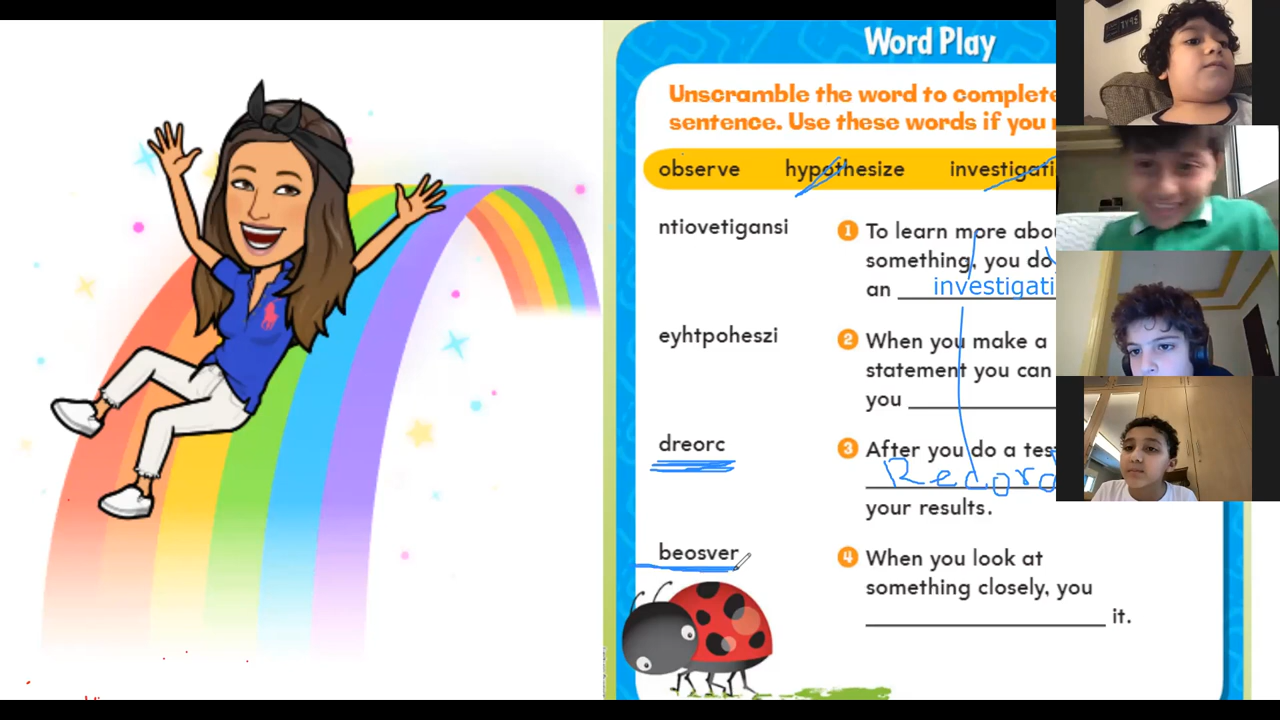 Word Play
Unscramble the word to complete
sentence. Use these words if you
observe hypothesize investigati
ntiovetigansi
1 To learn more abou
something, you do
an investigati
eyhtpoheszi
2 When you make a
statement you can
you
dreorc
3 After you do a tes
Record
your results.
beosver
4 When you look at
something closely, you
it.